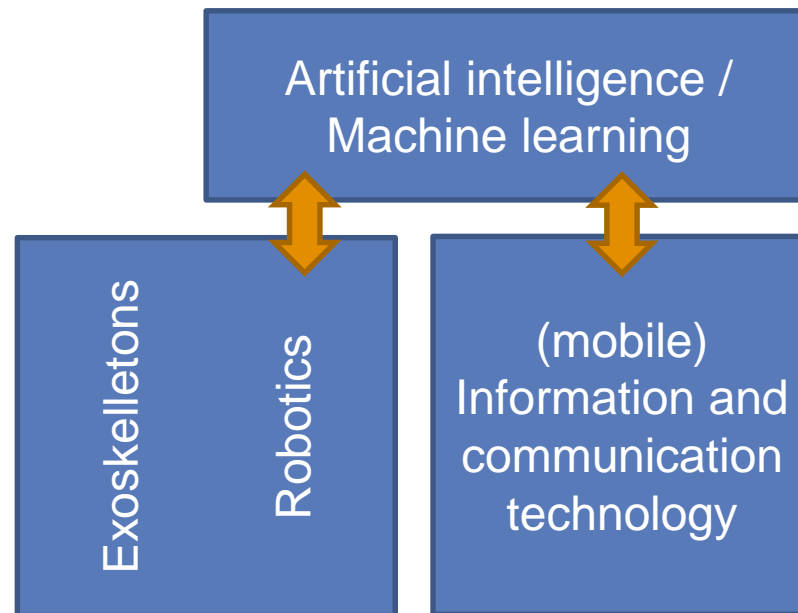 Artificial intelligence /
Machine learning
Exoskelletons
Robotics
(mobile)
Information and
communication
technology